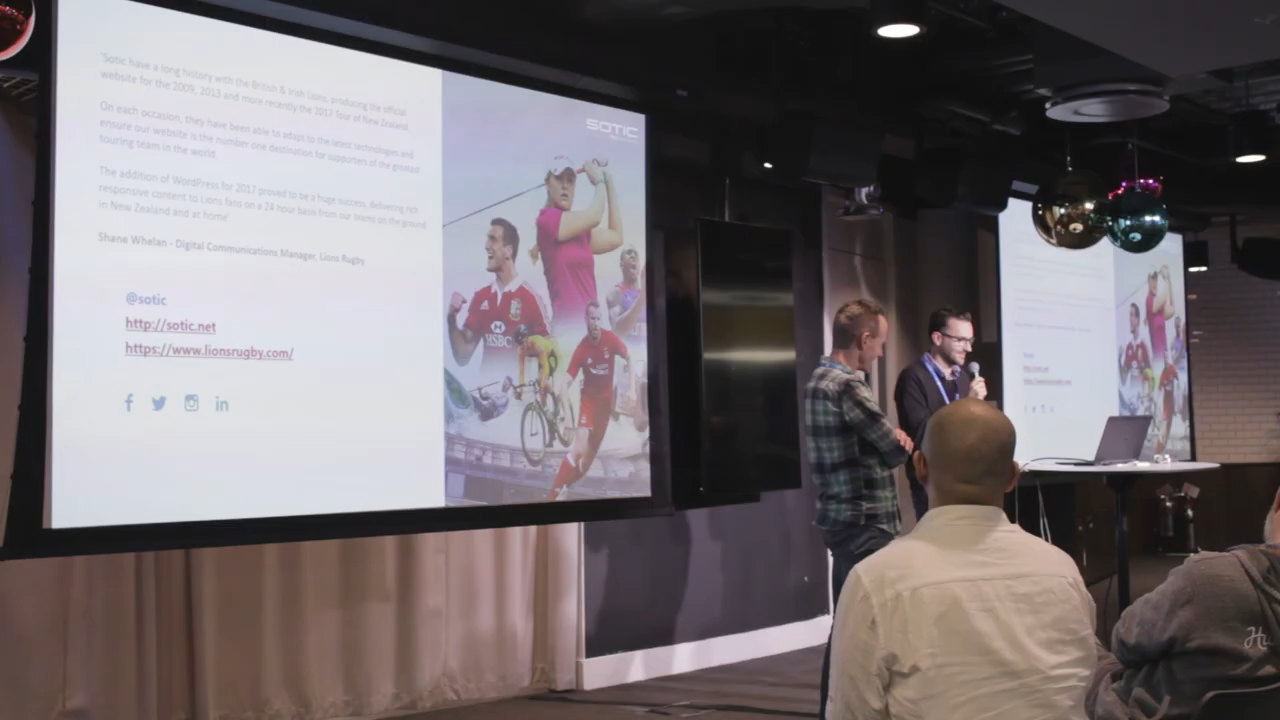 'Sotic have a long history with the British & Irish Lions, producing the official
website for the 2009, 2013 and more recently the 2017 Tour of New Zealand.
On each occasion, they have been able to adapt to the latest technologies and
ensure our website is the number one destination for supporters of the greatest
touring team in the world.
The addition of WordPress for 2017 proved to be a huge success, delivering rich
responsive content to Lions fans on a 24 hour basis from our teams on the ground
in New Zealand and at home'
Shane Whelan - Digital Communications Manager, Lions Rugby
@sotic
http://sotic.net
https://www.lionsrugby.com/
SOTIC
HSBC